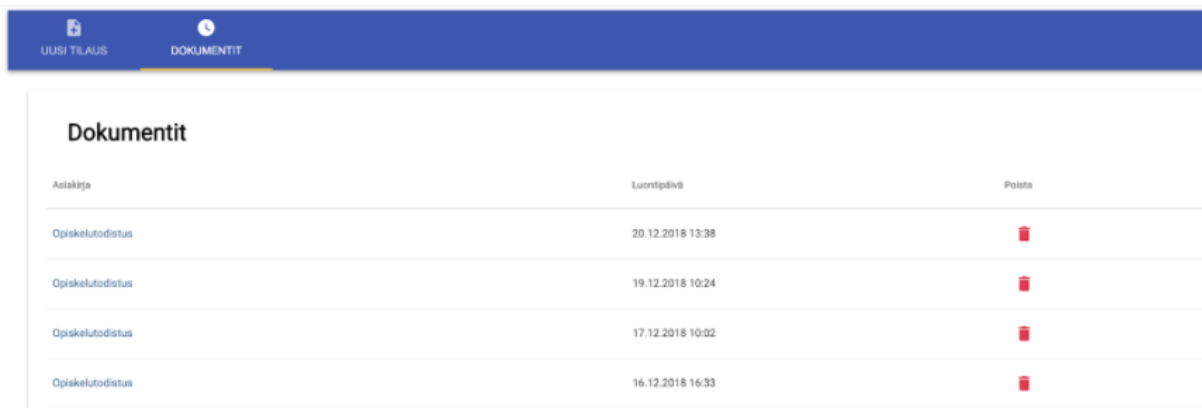 UUSI TILAUS DOKUMENTIT
Dokumentit
Asiakirja Luontipäivä Poista
Opiskelutodistus 20.12.2018 13:38
Opiskelutodistus 19.12.2018 10:24
Opiskelutodistus 17.12.2018 10:02
Opiskelutodistus 16.12.2018 16:33